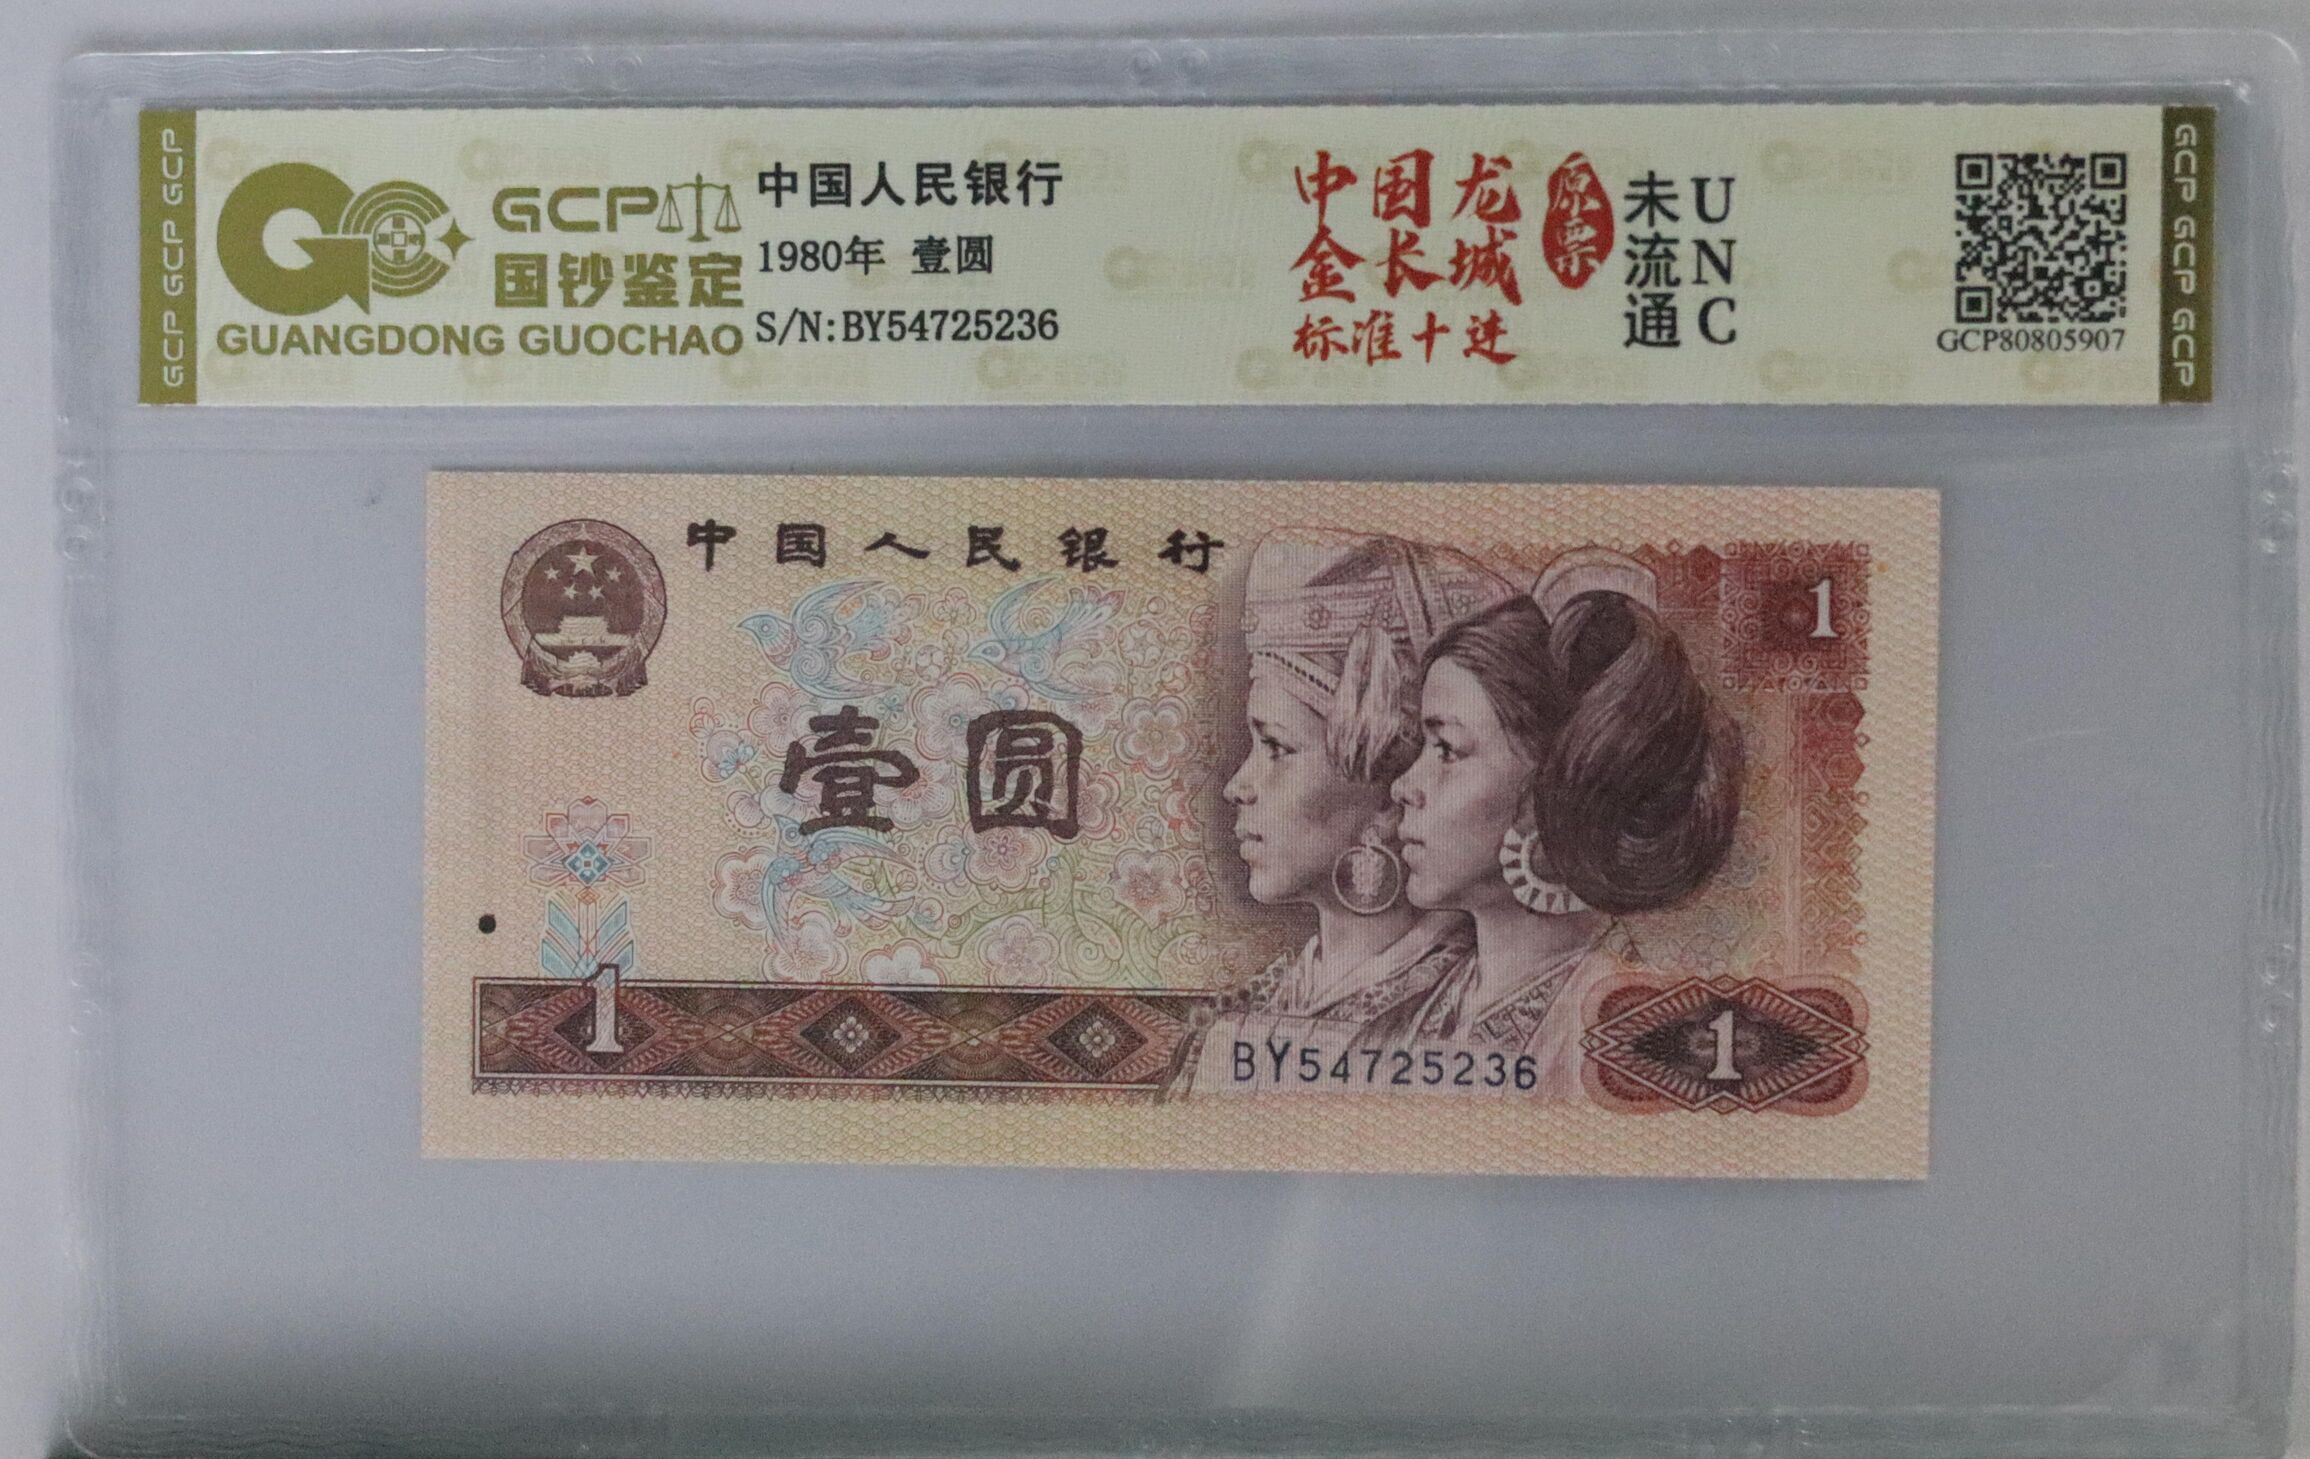 GCP GCP GCP
GCP
国钞鉴定
GUANGDONG GUOCHAO
中国人民银行
1980年 壹圆
S/N:BY54725236
中国龙
金长城
标准十连
原票
未流通
UNC
GCP80805907
GCP GCP GCP
中国人民银行
1
壹圆
1
BY54725236
1